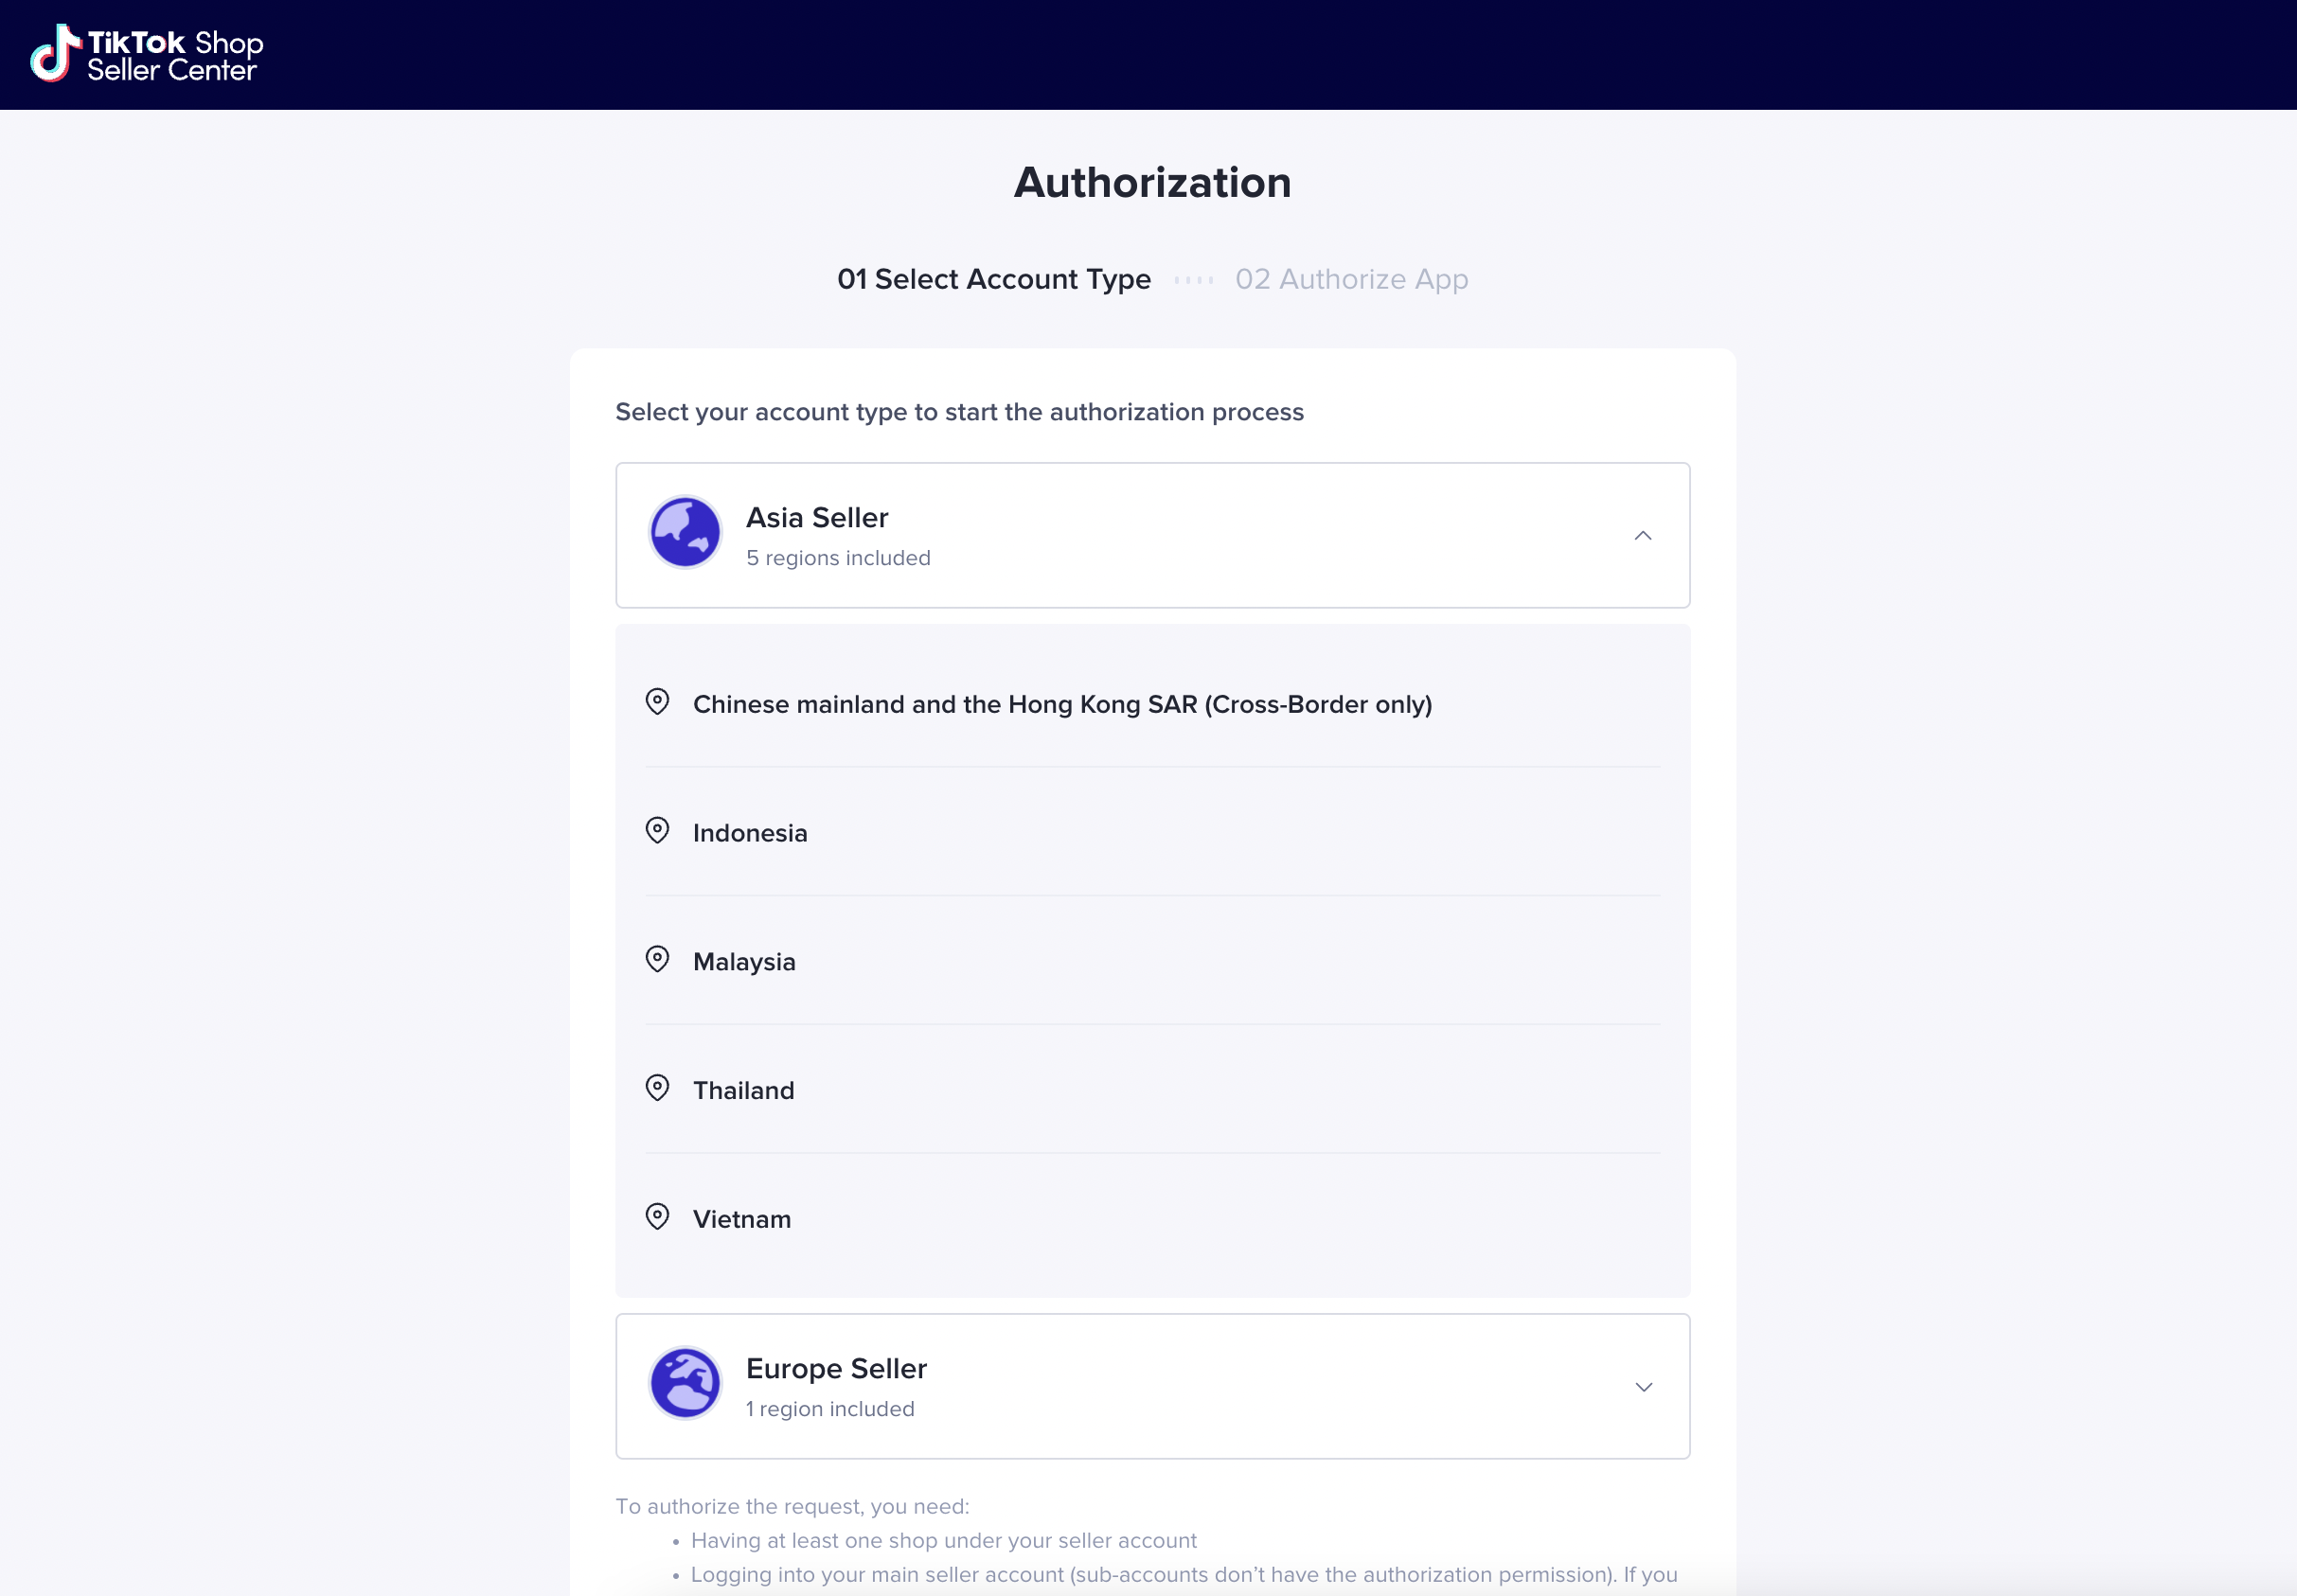 TikTok Shop
Seller Center
Authorization
01 Select Account Type
02 Authorize App
Select your account type to start the authorization process
Asia Seller
5 regions included
Chinese mainland and the Hong Kong SAR (Cross-Border only)
Indonesia
Malaysia
Thailand
Vietnam
Europe Seller
1 region included
To authorize the request, you need:
• Having at least one shop under your seller account
• Logging into your main seller account (sub-accounts don’t have the authorization permission). If you